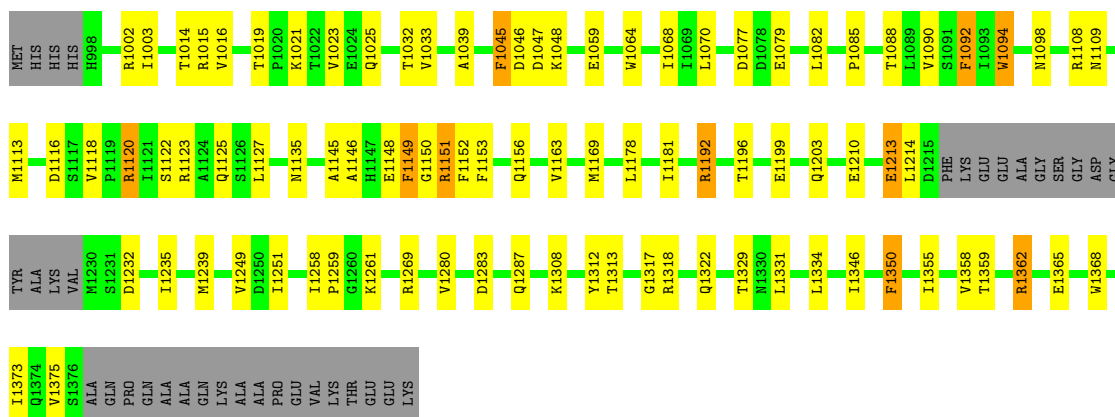 MET HIS HIS HIS H998 R1002 I1003 T1014 R1015 V1016 T1019 P1020 K1021 T1022 V1023 E1024 Q1025 T1032 V1033 A1039 F1045 D1046 D1047 K1048 E1059 W1064 I1068 I1069 L1070 D1077 D1078 E1079 L1082 P1085 T1088 L1089 V1090 S1091 F1092 I1093 W1094 N1098 R1108 N1109
M1113 D1116 S1117 V1118 P1119 R1120 I1121 S1122 R1123 A1124 Q1125 S1126 L1127 N1135 A1145 A1146 H1147 E1148 F1149 G1150 R1151 F1152 F1153 Q1156 V1163 M1169 L1178 I1181 R1192 T1196 E1199 Q1203 E1210 E1213 L1214 D1215 PHE LYS GLU GLU ALA GLY SER GLY ASP GLY
TYR ALA LYS VAL M1230 S1231 D1232 I1235 M1239 V1249 D1250 I1251 I1258 P1259 G1260 K1261 R1269 V1280 D1283 Q1287 K1308 Y1312 T1313 G1317 R1318 Q1322 T1329 N1330 L1331 L1334 I1346 F1350 I1355 V1358 T1359 R1362 E1365 W1368
I1373 Q1374 V1375 S1376 ALA GLN PRO GLN ALA ALA GLN LYS ALA ALA PRO GLU VAL LYS THR GLU GLU LYS